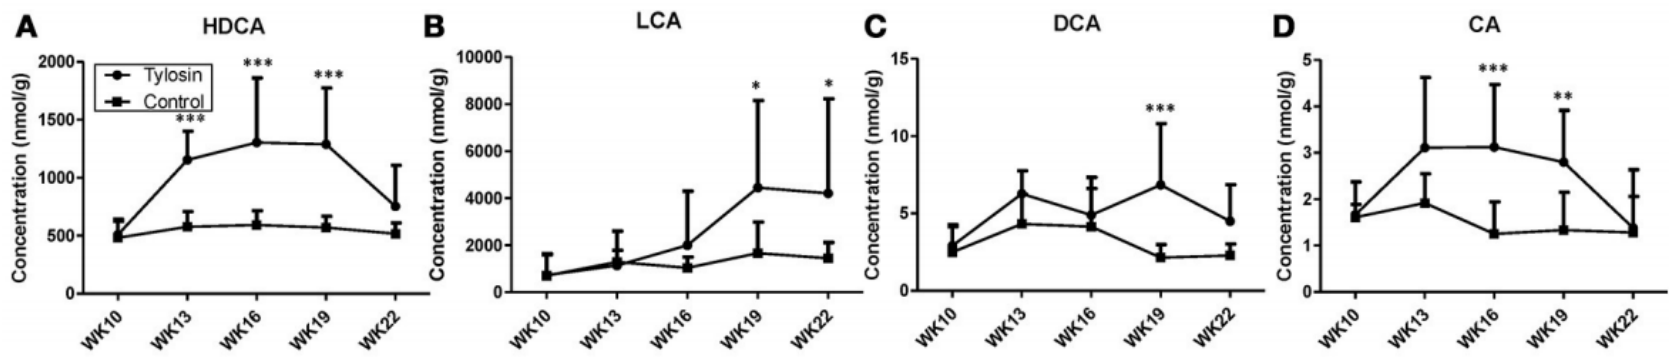 A
HDCA
Concentration (nmol/g)
2000
1500
1000
500
0
Tylosin
Control
***
***
***
WK10
WK13
WK16
WK19
WK22
B
LCA
Concentration (nmol/g)
10000
8000
6000
4000
2000
0
*
*
WK10
WK13
WK16
WK19
WK22
C
DCA
Concentration (nmol/g)
15
10
5
0
***
WK10
WK13
WK16
WK19
WK22
D
CA
Concentration (nmol/g)
5
4
3
2
1
0
***
**
WK10
WK13
WK16
WK19
WK22